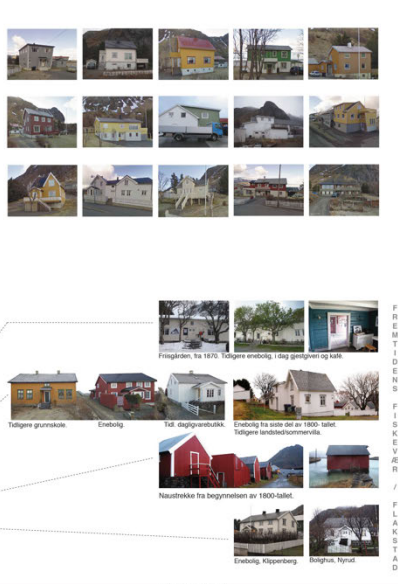 Frisgården, fra 1870. Tidligere enebolig, i dag gjestgiveri og kafé.
Tidligere grunnskole.
Enebolig.
Tidl. dagligvarebutikk.
Enebolig fra siste del av 1800- tallet.
Tidligere landsted/sommervilla.
Naustrekke fra begynnelsen av 1800-tallet.
Enebolig, Klippenberg.
Bolighus, Nyrud.
FREMTIDENS FISKEVÆR / FLAKSTAD